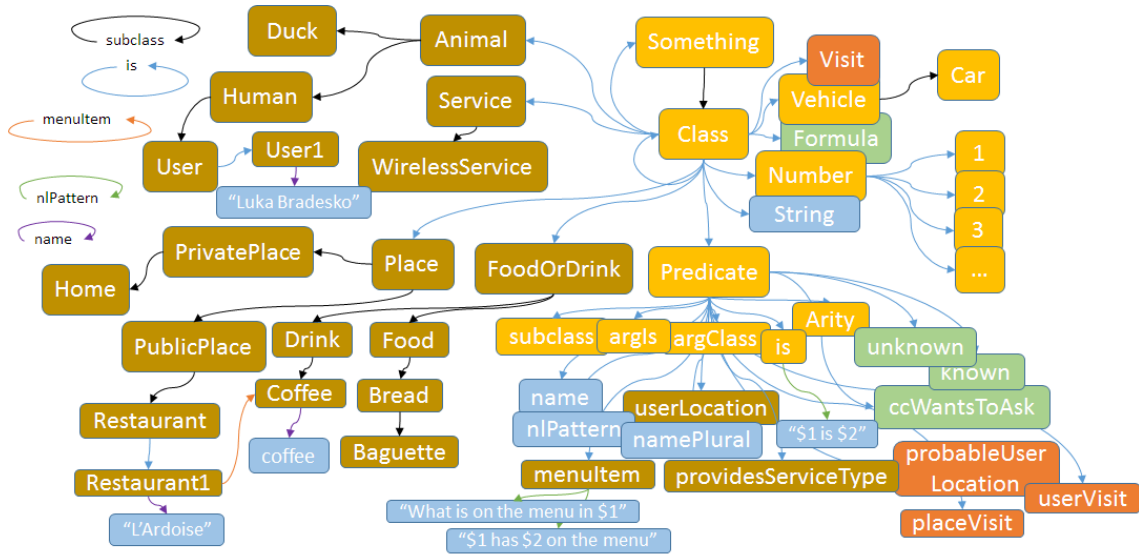 subclass
is
menuItem
nlPattern
name
Duck
Animal
Something
Visit
Car
Human
Service
Vehicle
Class
Formula
User
User1
WirelessService
Number
1
"Luka Bradesko"
String
2
3
...
PrivatePlace
Place
FoodOrDrink
Predicate
Home
PublicPlace
Drink
Food
subclass
argIs
argClass
is
Arity
unknown
known
Coffee
Bread
name
userLocation
ccWantsToAsk
Restaurant
nlPattern
namePlural
"$1 is $2"
coffee
Baguette
probableUser
Location
Restaurant1
menuItem
providesServiceType
userVisit
"L'Ardoise"
"What is on the menu in $1"
placeVisit
"$1 has $2 on the menu"